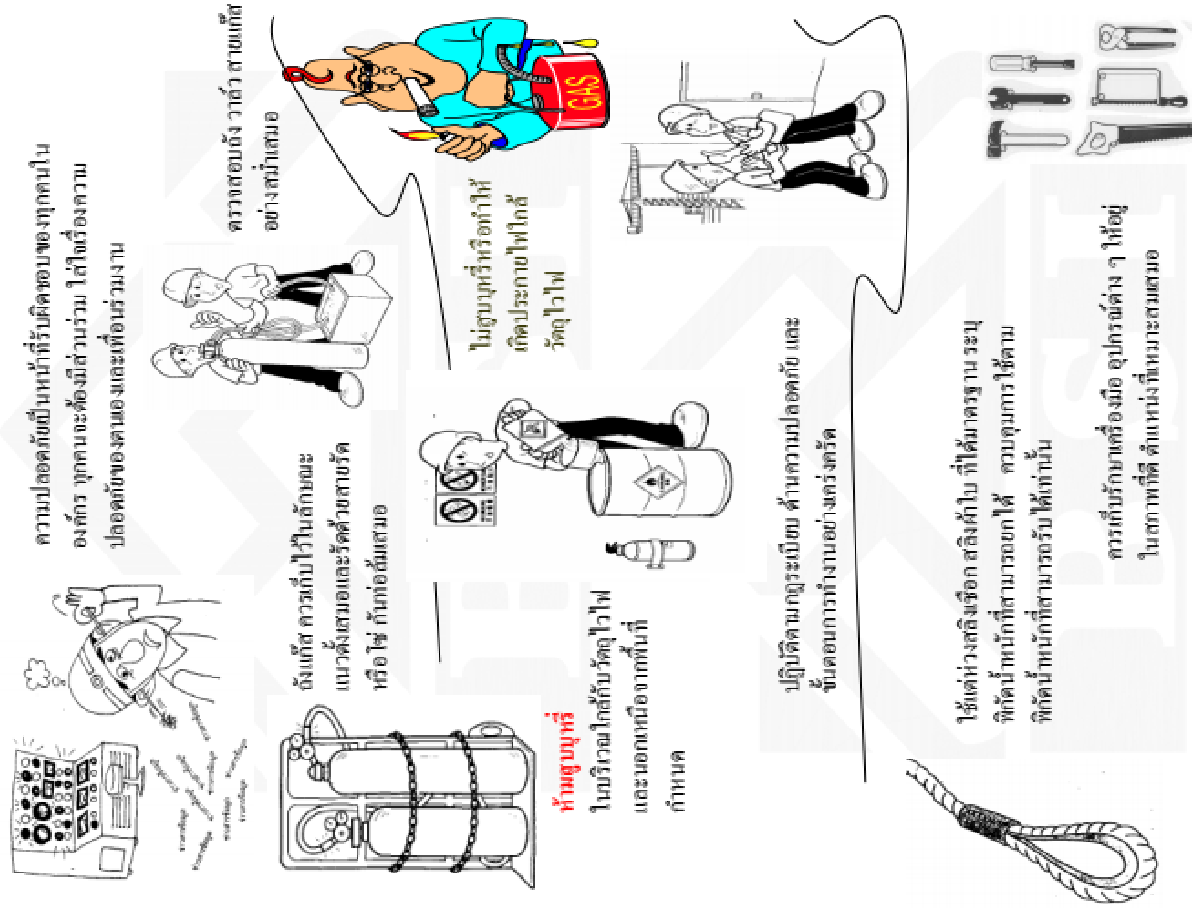 ความปลอดภัยเป็นหน้าที่รับผิดชอบของทุกคนใน
องค์กร ทุกคนจะต้องมีส่วนร่วม ใส่ใจเรื่องความ
ปลอดภัยของตนเองและเพื่อนร่วมงาน
ตรวจสอบถัง วาล์ว สายแก๊ส
อย่างสม่ำเสมอ
ถังแก๊ส ควรเก็บไว้ในลักษณะ
แนวตั้งเสมอและรัดด้วยสายรัด
หรือโซ่ กันก่อล้มเสมอ
GAS
ไม่สูบบุหรี่หรือทำให้
เกิดประกายไฟใกล้
วัตถุไวไฟ
ห้ามสูบบุหรี่
ในบริเวณใกล้กับวัตถุไวไฟ
และนอกเหนือจากพื้นที่
กำหนด
ปฏิบัติตามกฎระเบียบ ด้านความปลอดภัย และ
ขั้นตอนการทำงานอย่างเคร่งครัด
ใช้แต่ห่วงสลิงเชือก สลิงผ้าใบ ที่ได้มาตรฐาน ระบุ
พิกัดน้ำหนักที่สามารถยกได้ ควบคุมการใช้ตาม
พิกัดน้ำหนักที่สามารถรับได้เท่านั้น
ควรเก็บรักษาเครื่องมือ อุปกรณ์ต่าง ๆ ให้อยู่
ในสภาพที่ดี ตำแหน่งที่เหมาะสมเสมอ